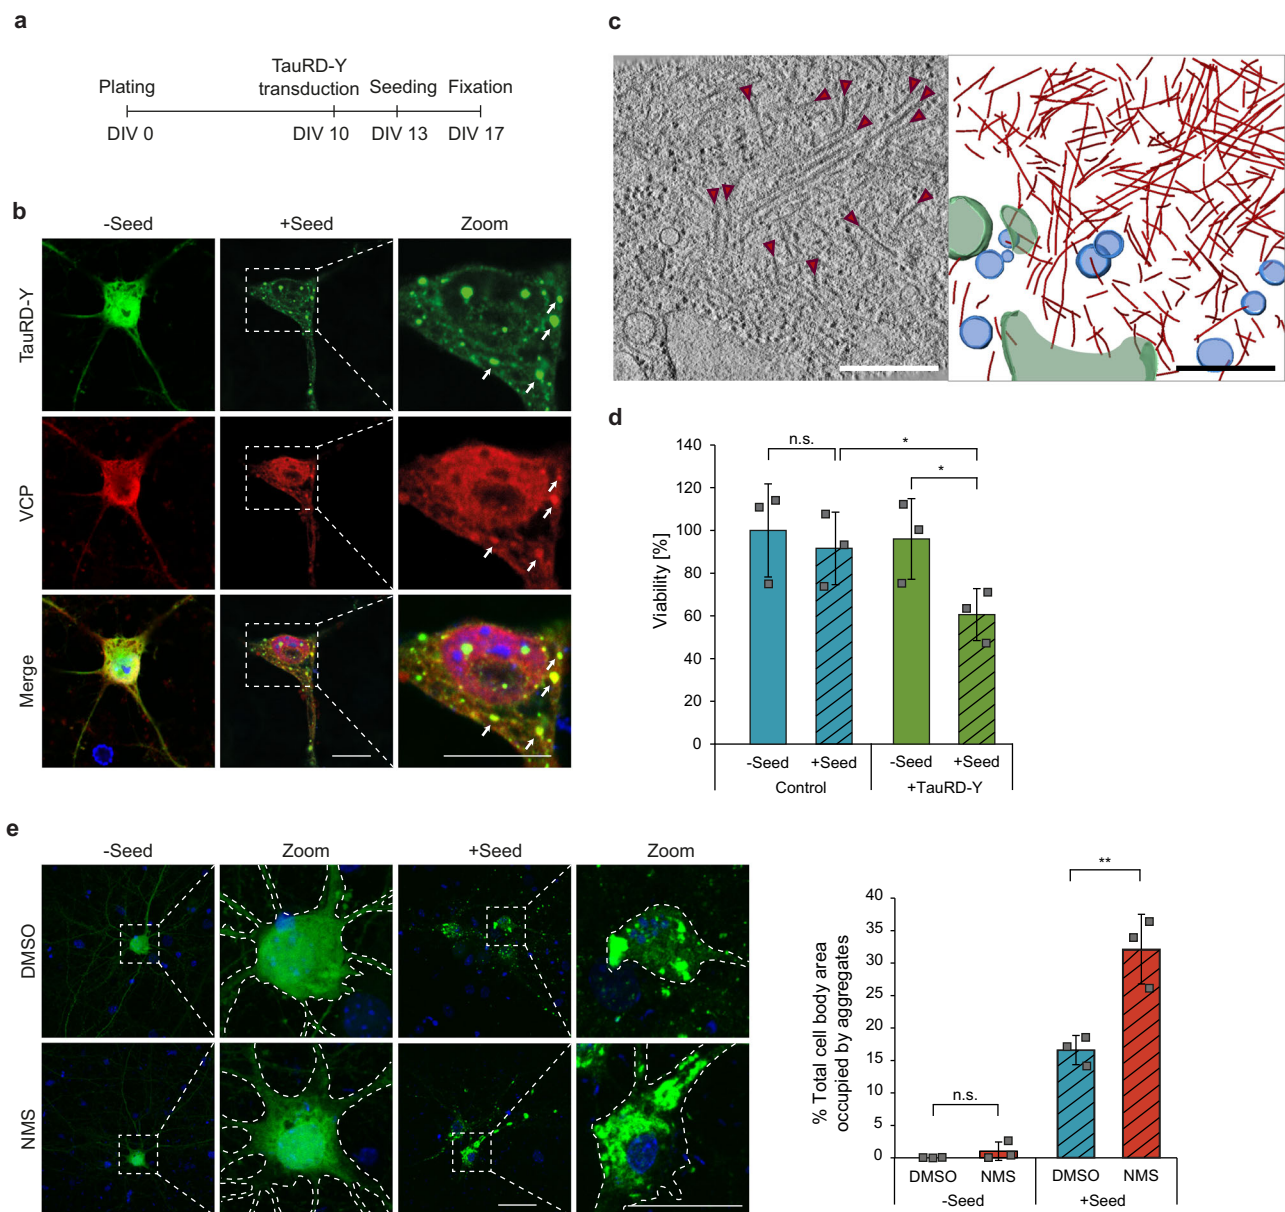 a
Plating
TauRD-Y
transduction
Seeding
Fixation
DIV 0
DIV 10
DIV 13
DIV 17
b
-Seed
+Seed
Zoom
TauRD-Y
VCP
Merge
c
d
Viability [%]
140
120
100
80
60
40
20
0
n.s.
*
*
-Seed
+Seed
-Seed
+Seed
Control
+TauRD-Y
e
-Seed
Zoom
+Seed
Zoom
DMSO
NMS
% Total cell body area
occupied by aggregates
40
35
30
25
20
15
10
5
0
n.s.
**
DMSO
NMS
DMSO
NMS
-Seed
+Seed